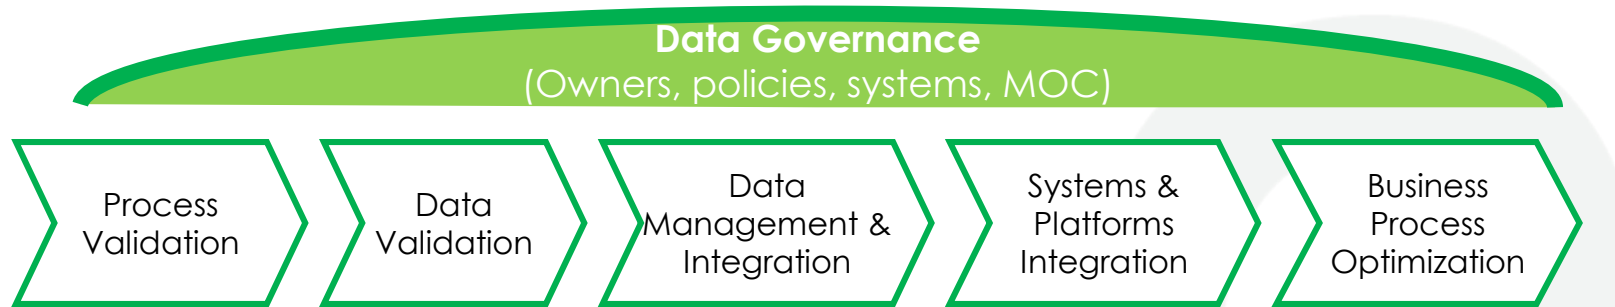 Data Governance
(Owners, policies, systems, MOC)
Process
Validation
Data
Validation
Data
Management &
Integration
Systems &
Platforms
Integration
Business
Process
Optimization